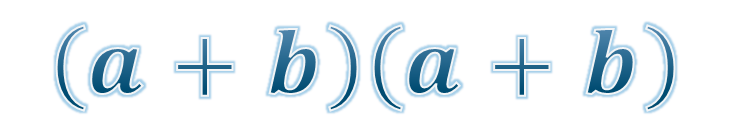 (a + b)(a + b)